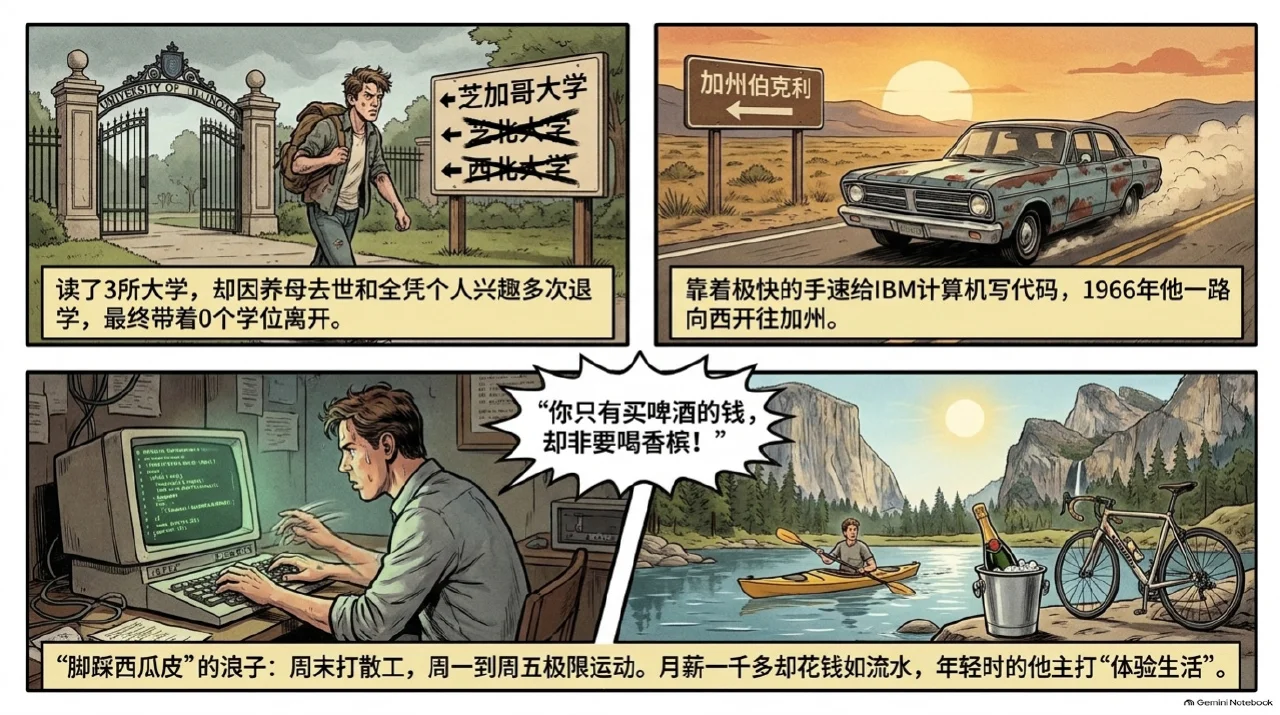 UNIVERSITY OF
←芝加哥大学
←
←西北大学
读了3所大学，却因养母去世和全凭个人兴趣多次退
学，最终带着0个学位离开。
加州伯克利
←
靠着极快的手速给IBM计算机写代码，1966年他一路
向西开往加州。
“你只有买啤酒的钱，
却非要喝香槟！”
“脚踩西瓜皮”的浪子：周末打散工，周一到周五极限运动。月薪一千多却花钱如流水，年轻时的他主打“体验生活”。
Gemini Notebook